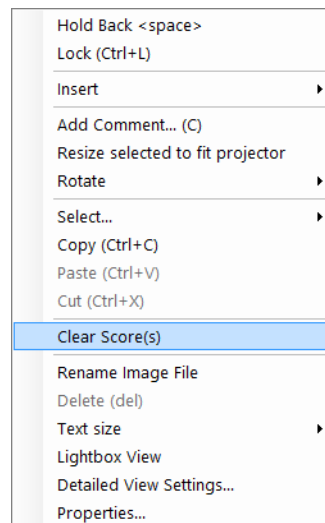 Hold Back <space>
Lock (Ctrl+L)
Insert
Add Comment... (C)
Resize selected to fit projector
Rotate
Select...
Copy (Ctrl+C)
Paste (Ctrl+V)
Cut (Ctrl+X)
Clear Score(s)
Rename Image File
Delete (del)
Text size
Lightbox View
Detailed View Settings...
Properties...